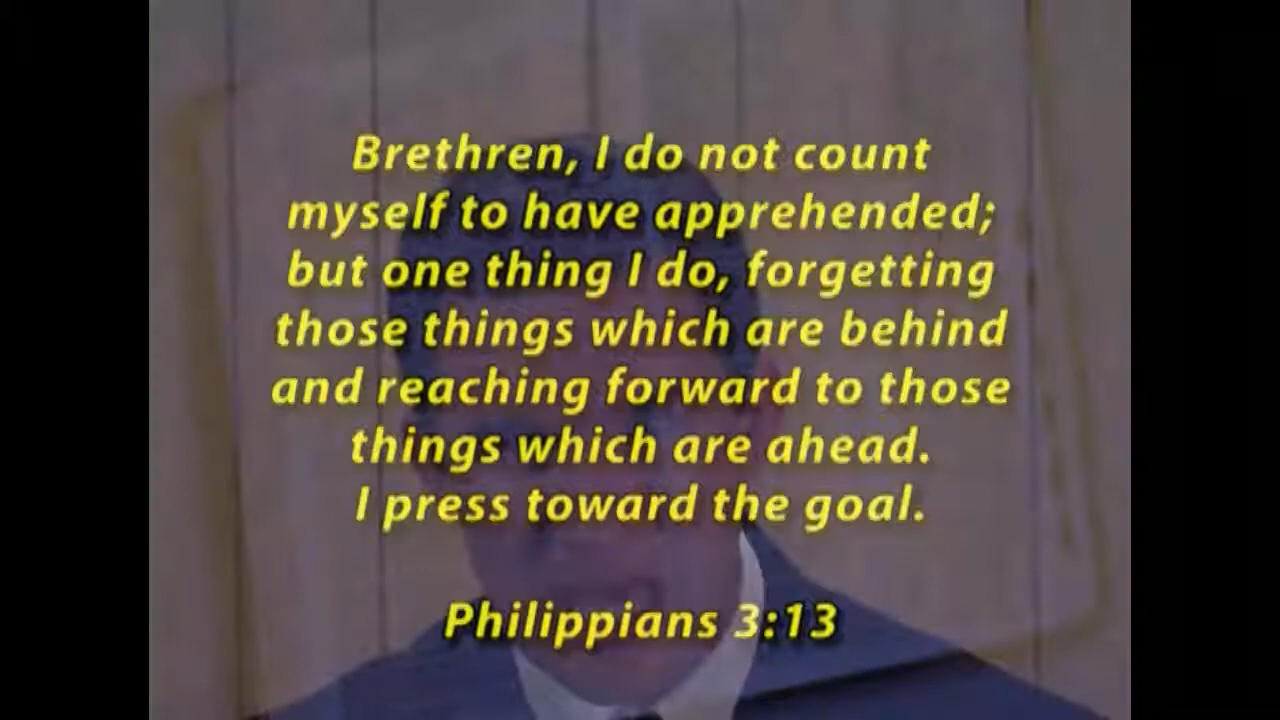 Brethren, I do not count
myself to have apprehended;
but one thing I do, forgetting
those things which are behind
and reaching forward to those
things which are ahead.
I press toward the goal.
Philippians 3:13